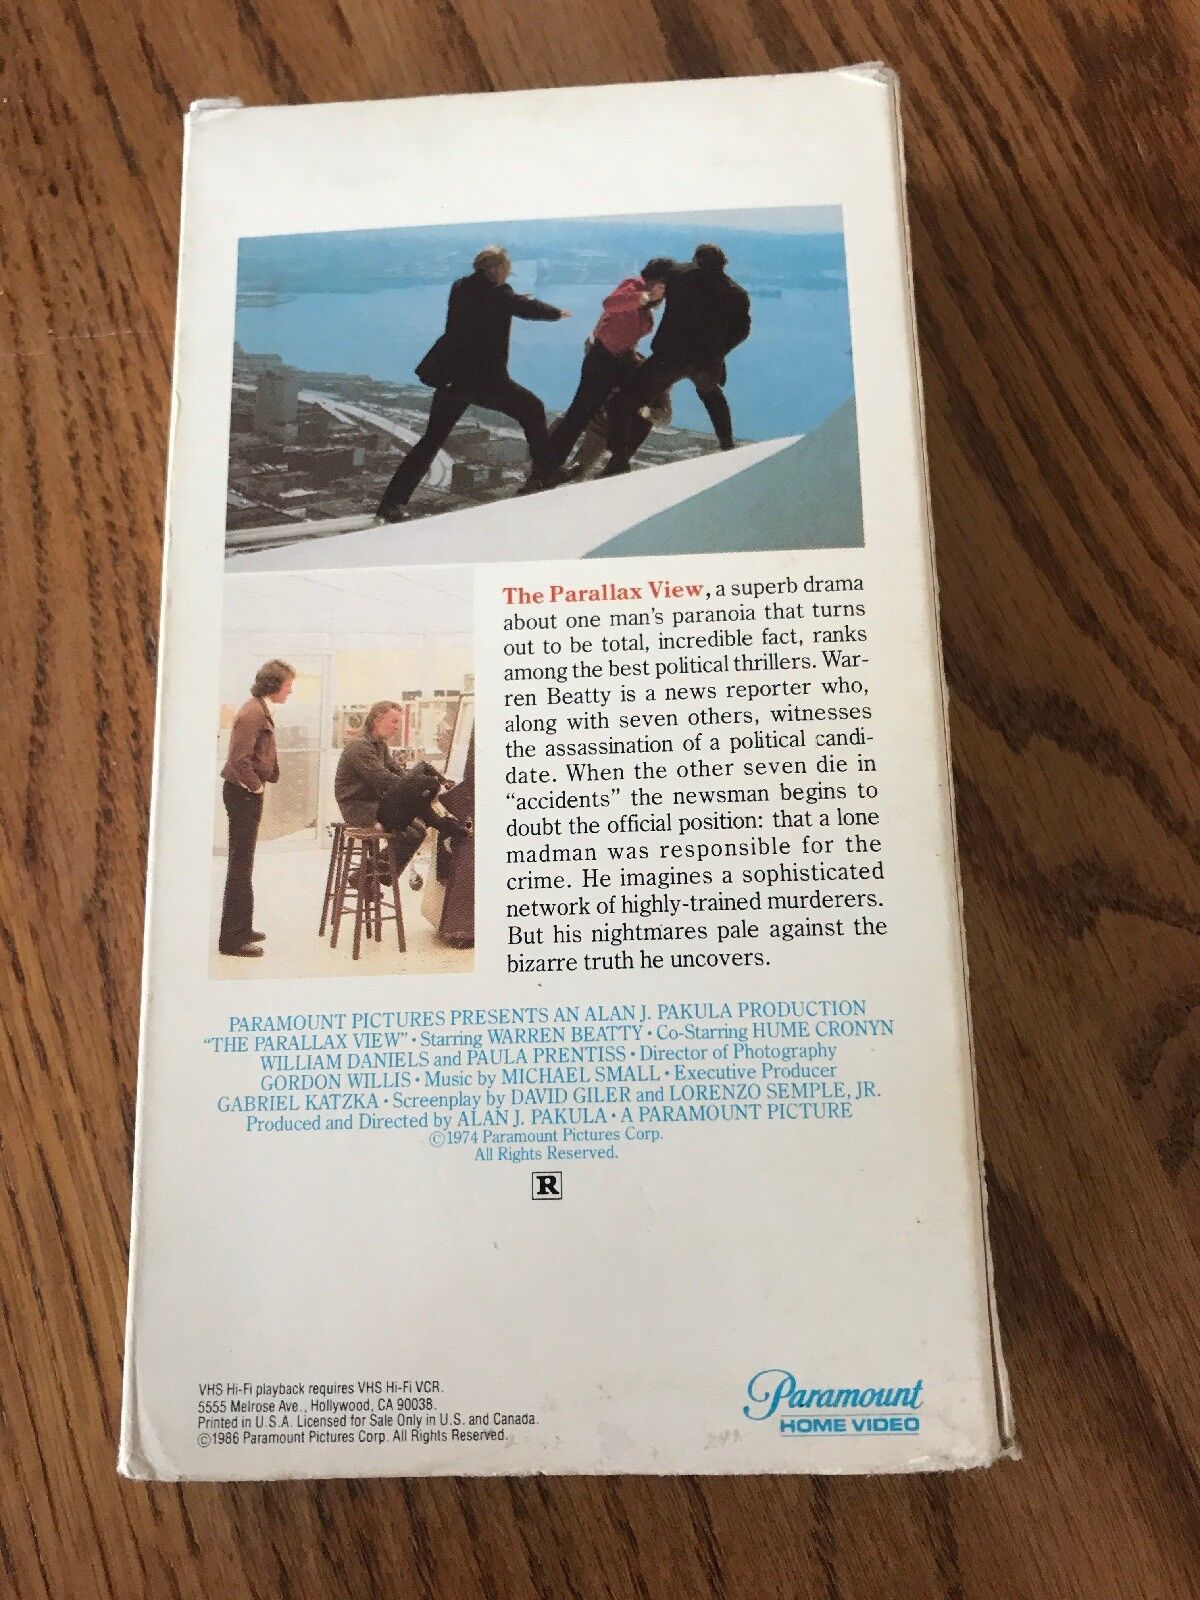 The Parallax View, a superb drama
about one man's paranoia that turns
out to be total, incredible fact, ranks
among the best political thrillers. War-
ren Beatty is a news reporter who,
along with seven others, witnesses
the assassination of a political candi-
date. When the other seven die in
“accidents” the newsman begins to
doubt the official position: that a lone
madman was responsible for the
crime. He imagines a sophisticated
network of highly-trained murderers.
But his nightmares pale against the
bizarre truth he uncovers.
PARAMOUNT PICTURES PRESENTS AN ALAN J. PAKULA PRODUCTION
“THE PARALLAX VIEW” • Starring WARREN BEATTY • Co-Starring HUME CRONYN
WILLIAM DANIELS and PAULA PRENTISS • Director of Photography
GORDON WILLIS • Music by MICHAEL SMALL • Executive Producer
GABRIEL KATZKA • Screenplay by DAVID GILER and LORENZO SEMPLE, JR.
Produced and Directed by ALAN J. PAKULA • A PARAMOUNT PICTURE
©1974 Paramount Pictures Corp.
All Rights Reserved.
R
VHS Hi-Fi playback requires VHS Hi-Fi VCR.
5555 Melrose Ave., Hollywood, CA 90038.
Printed in U.S.A. Licensed for Sale Only in U.S. and Canada.
©1986 Paramount Pictures Corp. All Rights Reserved.
Paramount
HOME VIDEO